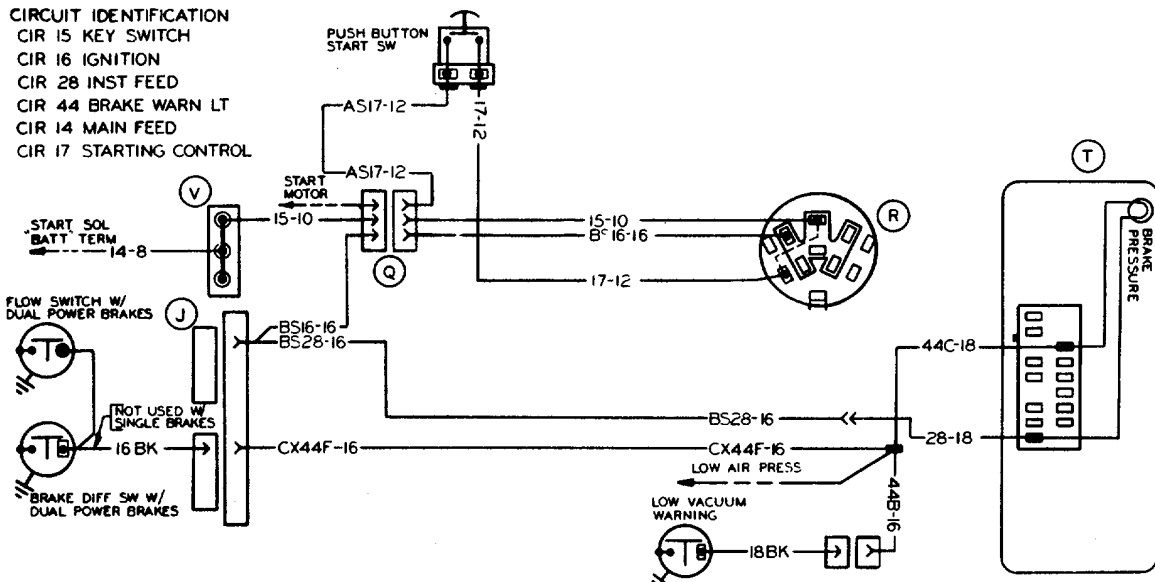 CIRCUIT IDENTIFICATION
CIR 15 KEY SWITCH
CIR 16 IGNITION
CIR 28 INST FEED
CIR 44 BRAKE WARN LT
CIR 14 MAIN FEED
CIR 17 STARTING CONTROL
PUSH BUTTON
START SW
AS17-12
17-12
AS17-12
T
V
START
MOTOR
R
15-10
15-10
START SOL
BATT TERM
14-8
BS16-16
Q
17-12
BRAKE
PRESSURE
FLOW SWITCH W/
DUAL POWER BRAKES
J
BS16-16
BS28-16
44C-18
NOT USED W/
SINGLE BRAKES
BS28-16
28-18
16 BK
CX44F-16
CX44F-16
LOW AIR PRESS
BRAKE DIFF SW W/
DUAL POWER BRAKES
44B-16
LOW VACUUM
WARNING
18BK